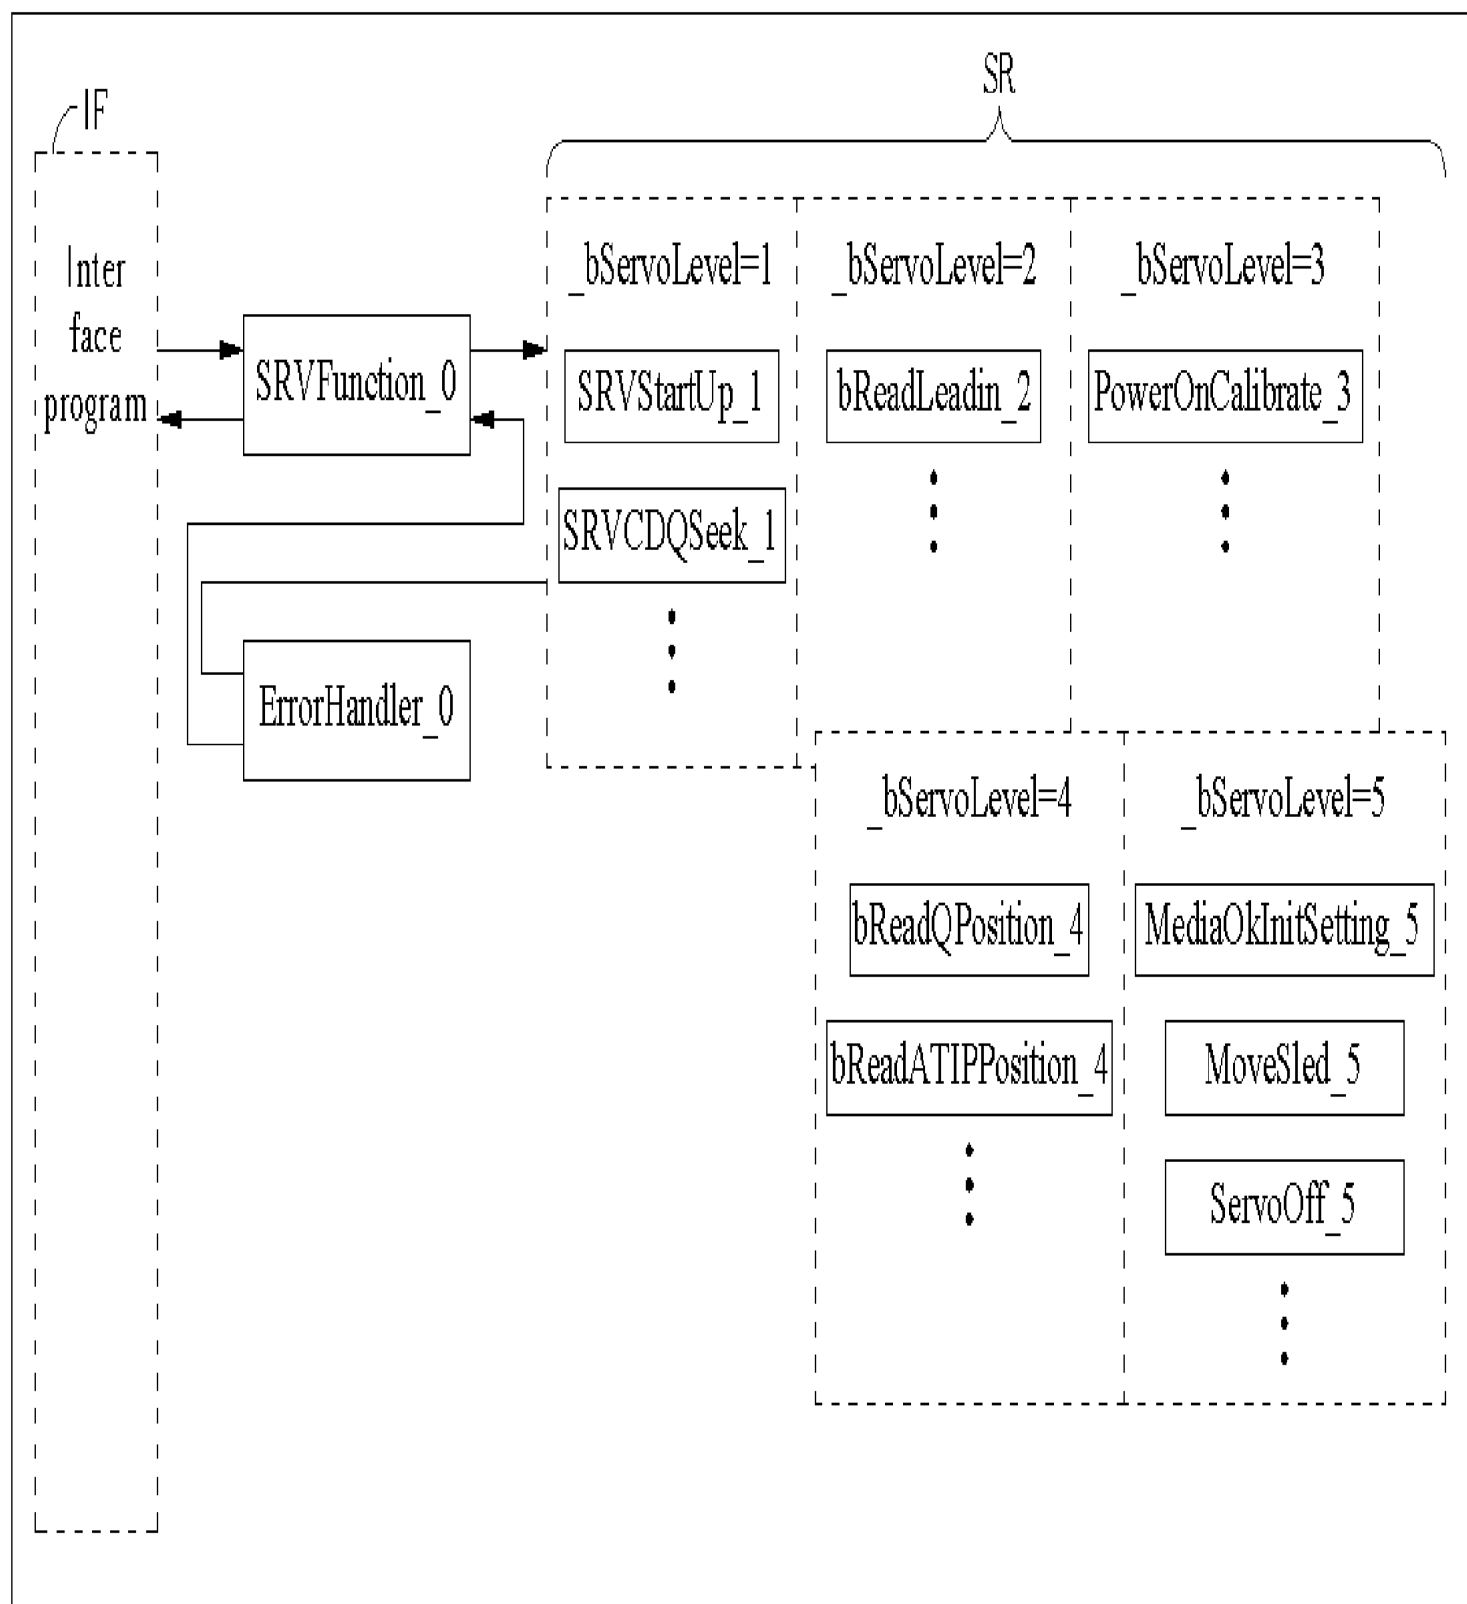 SR
IF
Inter
face
program
SRVFunction_0
ErrorHandler_0
_bServoLevel=1
SRVStartUp_1
SRVCDQSeek_1
_bServoLevel=2
bReadLeadin_2
_bServoLevel=3
PowerOnCalibrate_3
_bServoLevel=4
bReadQPosition_4
bReadATIPPosition_4
_bServoLevel=5
MediaOkInitSetting_5
MoveSled_5
ServoOff_5